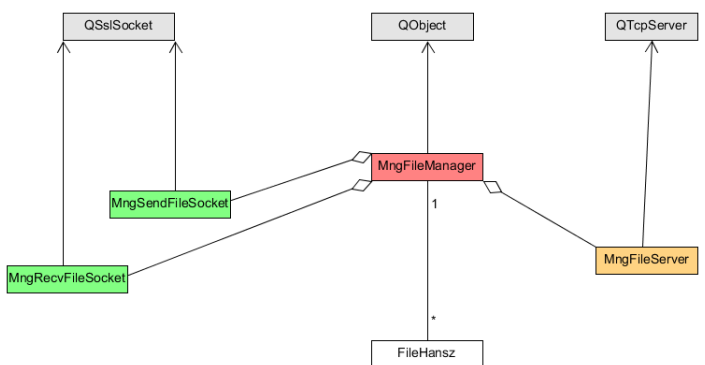 QSslSocket
QObject
QTcpServer
MngFileManager
MngSendFileSocket
1
MngFileServer
MngRecvFileSocket
*
FileHansz